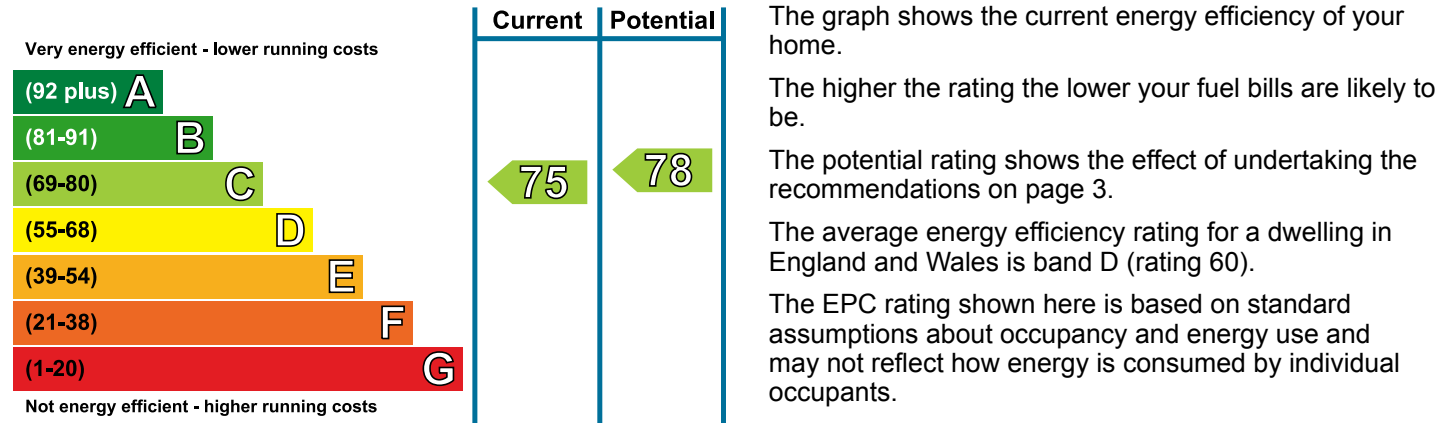 Current Potential
Very energy efficient - lower running costs
(92 plus) A
(81-91) B
(69-80) C
(55-68) D
(39-54) E
(21-38) F
(1-20) G
Not energy efficient - higher running costs
75
78
The graph shows the current energy efficiency of your
home.
The higher the rating the lower your fuel bills are likely to
be.
The potential rating shows the effect of undertaking the
recommendations on page 3.
The average energy efficiency rating for a dwelling in
England and Wales is band D (rating 60).
The EPC rating shown here is based on standard
assumptions about occupancy and energy use and
may not reflect how energy is consumed by individual
occupants.